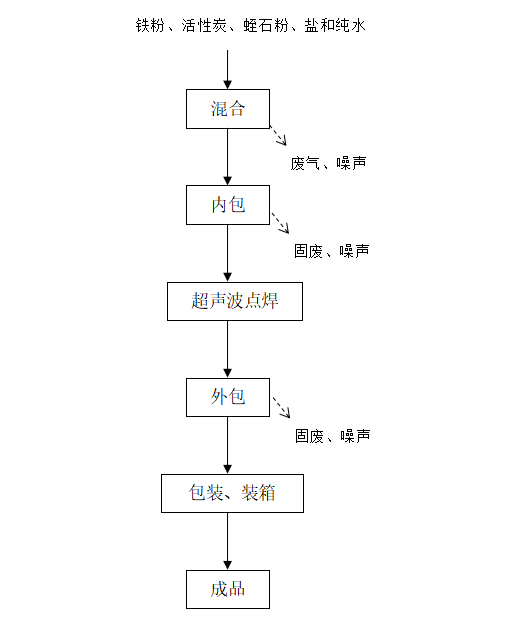 铁粉、活性炭、蛭石粉、盐和纯水
混合
废气、噪声
内包
固废、噪声
超声波点焊
外包
固废、噪声
包装、装箱
成品